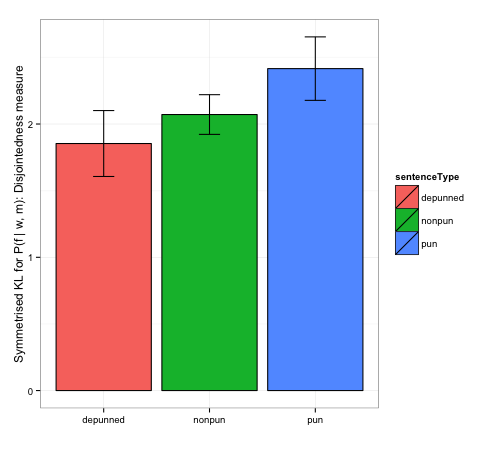 Symmetrised KL for P(f | w, m): Disjointedness measure
2
1
0
depunned
nonpun
pun
sentenceType
depunned
nonpun
pun